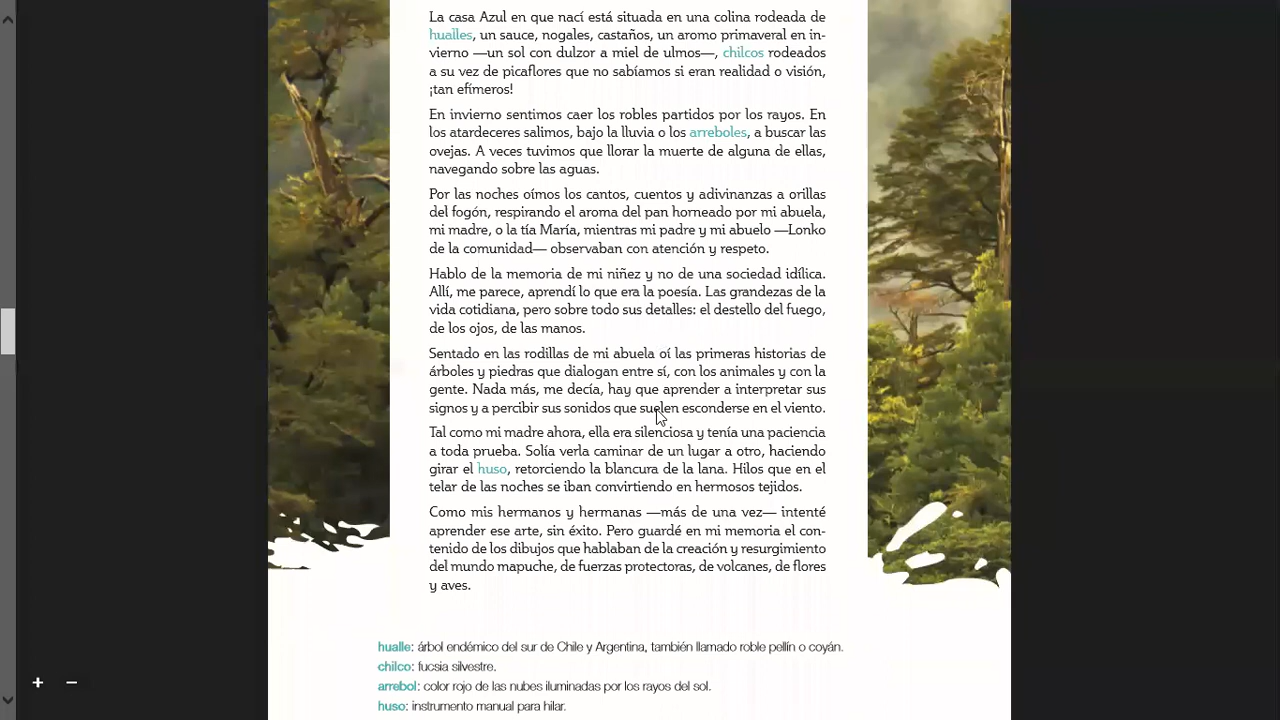 La casa Azul en que nací está situada en una colina rodeada de
hualles, un sauce, nogales, castaños, un aromo primaveral en in-
vierno —un sol con dulzor a miel de ulmos—, chilcos rodeados
a su vez de picaflores que no sabíamos si eran realidad o visión,
¡tan efímeros!
En invierno sentimos caer los robles partidos por los rayos. En
los atardeceres salimos, bajo la lluvia o los arreboles, a buscar las
ovejas. A veces tuvimos que llorar la muerte de alguna de ellas,
navegando sobre las aguas.
Por las noches oímos los cantos, cuentos y adivinanzas a orillas
del fogón, respirando el aroma del pan horneado por mi abuela,
mi madre, o la tía María, mientras mi padre y mi abuelo —Lonko
de la comunidad— observaban con atención y respeto.
Hablo de la memoria de mi niñez y no de una sociedad idílica.
Allí, me parece, aprendí lo que era la poesía. Las grandezas de la
vida cotidiana, pero sobre todo sus detalles: el destello del fuego,
de los ojos, de las manos.
Sentado en las rodillas de mi abuela oí las primeras historias de
árboles y piedras que dialogan entre sí, con los animales y con la
gente. Nada más, me decía, hay que aprender a interpretar sus
signos y a percibir sus sonidos que suelen esconderse en el viento.
Tal como mi madre ahora, ella era silenciosa y tenía una paciencia
a toda prueba. Solía verla caminar de un lugar a otro, haciendo
girar el huso, retorciendo la blancura de la lana. Hilos que en el
telar de las noches se iban convirtiendo en hermosos tejidos.
Como mis hermanos y hermanas —más de una vez— intenté
aprender ese arte, sin éxito. Pero guardé en mi memoria el con-
tenido de los dibujos que hablaban de la creación y resurgimiento
del mundo mapuche, de fuerzas protectoras, de volcanes, de flores
y aves.
hualle: árbol endémico del sur de Chile y Argentina, también llamado roble pellín o coyán.
chilco: fucsia silvestre.
arrebol: color rojo de las nubes iluminadas por los rayos del sol.
huso: instrumento manual para hilar.